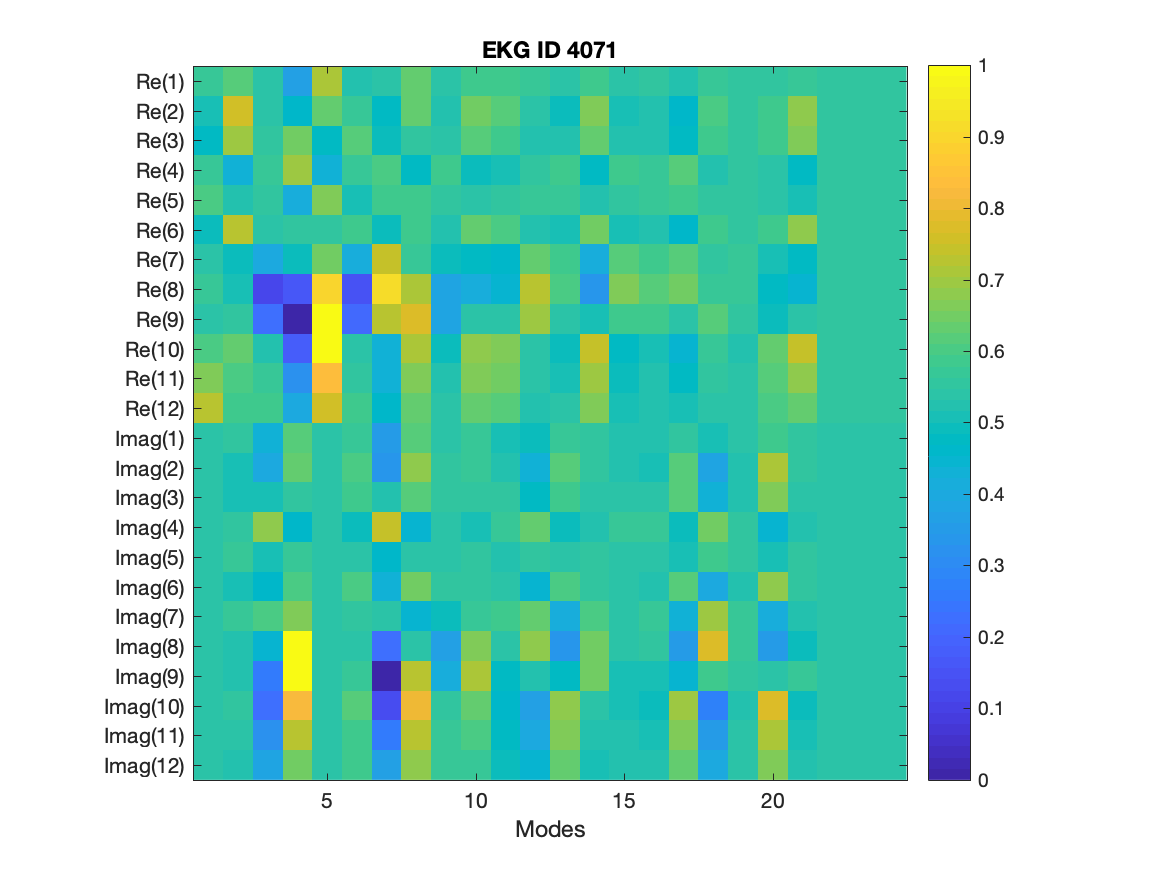 EKG ID 4071
Re(1)
Re(2)
Re(3)
Re(4)
Re(5)
Re(6)
Re(7)
Re(8)
Re(9)
Re(10)
Re(11)
Re(12)
Imag(1)
Imag(2)
Imag(3)
Imag(4)
Imag(5)
Imag(6)
Imag(7)
Imag(8)
Imag(9)
Imag(10)
Imag(11)
Imag(12)
5 10 15 20
Modes
1
0.9
0.8
0.7
0.6
0.5
0.4
0.3
0.2
0.1
0